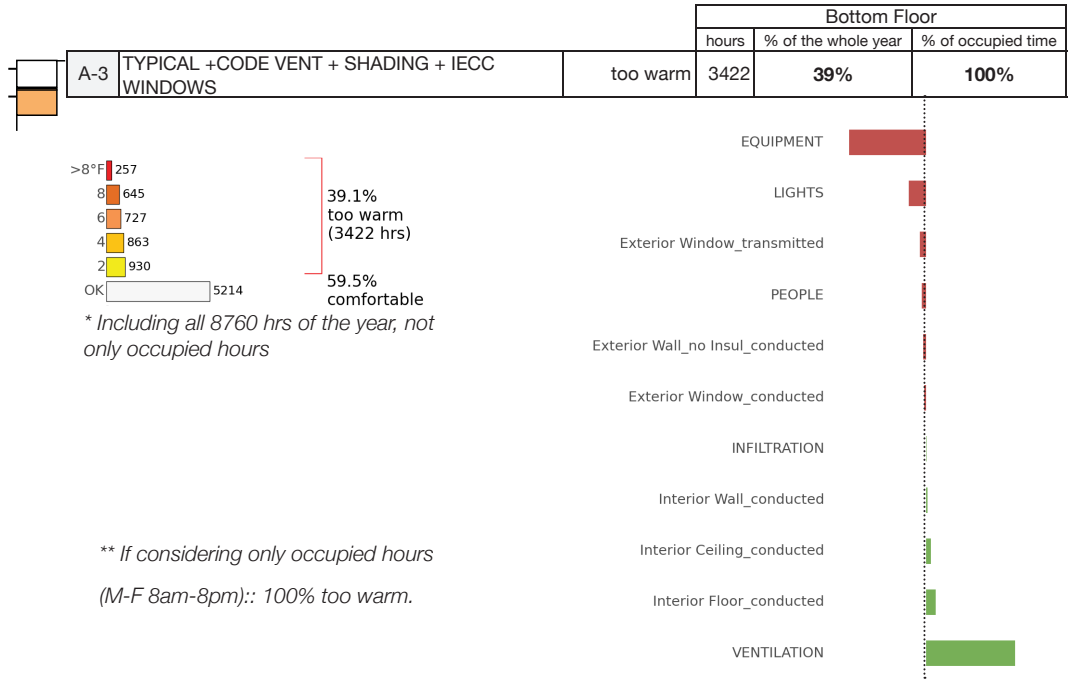 Bottom Floor
hours % of the whole year % of occupied time
A-3 TYPICAL +CODE VENT + SHADING + IECC
WINDOWS
too warm 3422 39% 100%
>8°F 257
8 645
6 727
4 863
2 930
OK 5214
39.1%
too warm
(3422 hrs)
59.5%
comfortable
* Including all 8760 hrs of the year, not
only occupied hours
** If considering only occupied hours
(M-F 8am-8pm):: 100% too warm.
EQUIPMENT
LIGHTS
Exterior Window_transmitted
PEOPLE
Exterior Wall_no Insul_conducted
Exterior Window_conducted
INFILTRATION
Interior Wall_conducted
Interior Ceiling_conducted
Interior Floor_conducted
VENTILATION